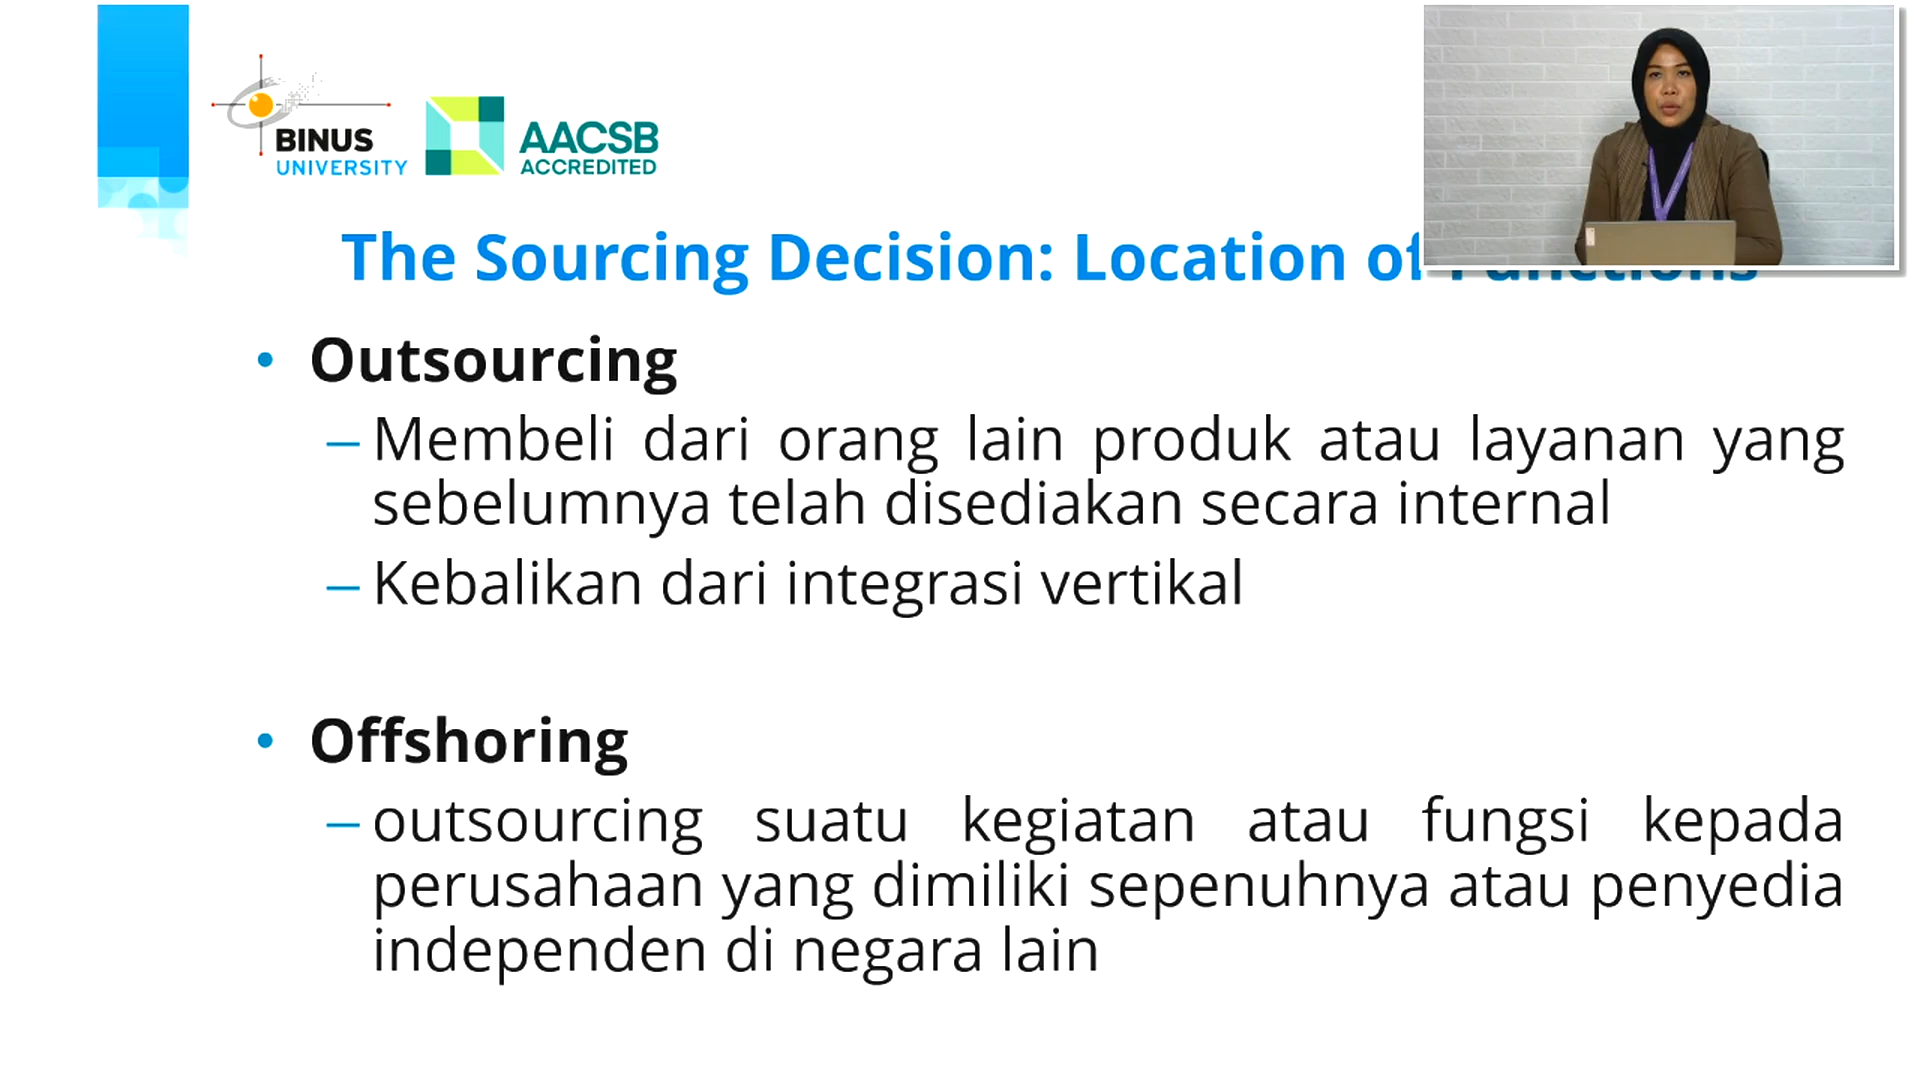 BINUS
UNIVERSITY
AACSB
ACCREDITED
The Sourcing Decision: Location of Functions
• Outsourcing
– Membeli dari orang lain produk atau layanan yang
sebelumnya telah disediakan secara internal
– Kebalikan dari integrasi vertikal
• Offshoring
– outsourcing suatu kegiatan atau fungsi kepada
perusahaan yang dimiliki sepenuhnya atau penyedia
independen di negara lain